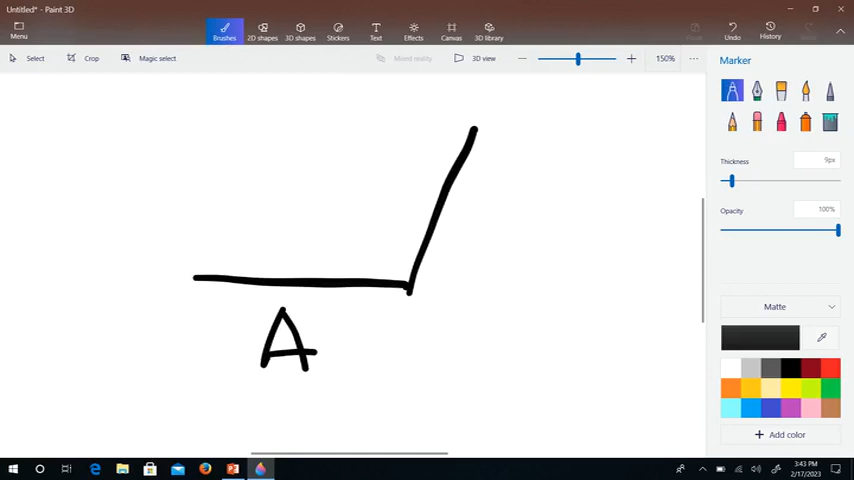 Untitled* - Paint 3D
Menu
Brushes
2D shapes
3D shapes
Stickers
Text
Effects
Canvas
3D library
Paste
Undo
History
Redo
Select
Crop
Magic select
Mixed reality
3D view
150%
Marker
Thickness
9px
Opacity
100%
Matte
Add color
A
3:43 PM
2/17/2023